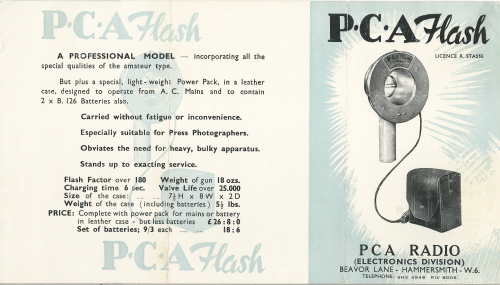 P·C·A Flash
A PROFESSIONAL MODEL — incorporating all the
special qualities of the amateur type.
But plus a special, light-weight Power Pack, in a leather
case, designed to operate from A. C. Mains and to contain
2 x B. 126 Batteries also.
Carried without fatigue or inconvenience.
Especially suitable for Press Photographers.
Obviates the need for heavy, bulky apparatus.
Stands up to exacting service.
Flash Factor over 180 Weight of gun 18 ozs.
Charging time 6 sec. Valve Life over 25.000
Size of the case: ... ... 7½ H x 8 W x 2 D
Weight of the case (including batteries) 5½ lbs.
PRICE: Complete with power pack for mains or battery
in leather case - but less batteries £26:8:0
Set of batteries; 9/3 each ... ... 18:6
P·C·A Flash
P·C·A Flash
LICENCE R. STASSE
PCA RADIO
(ELECTRONICS DIVISION)
BEAVOR LANE - HAMMERSMITH - W.6.
TELEPHONE: RIV 8006